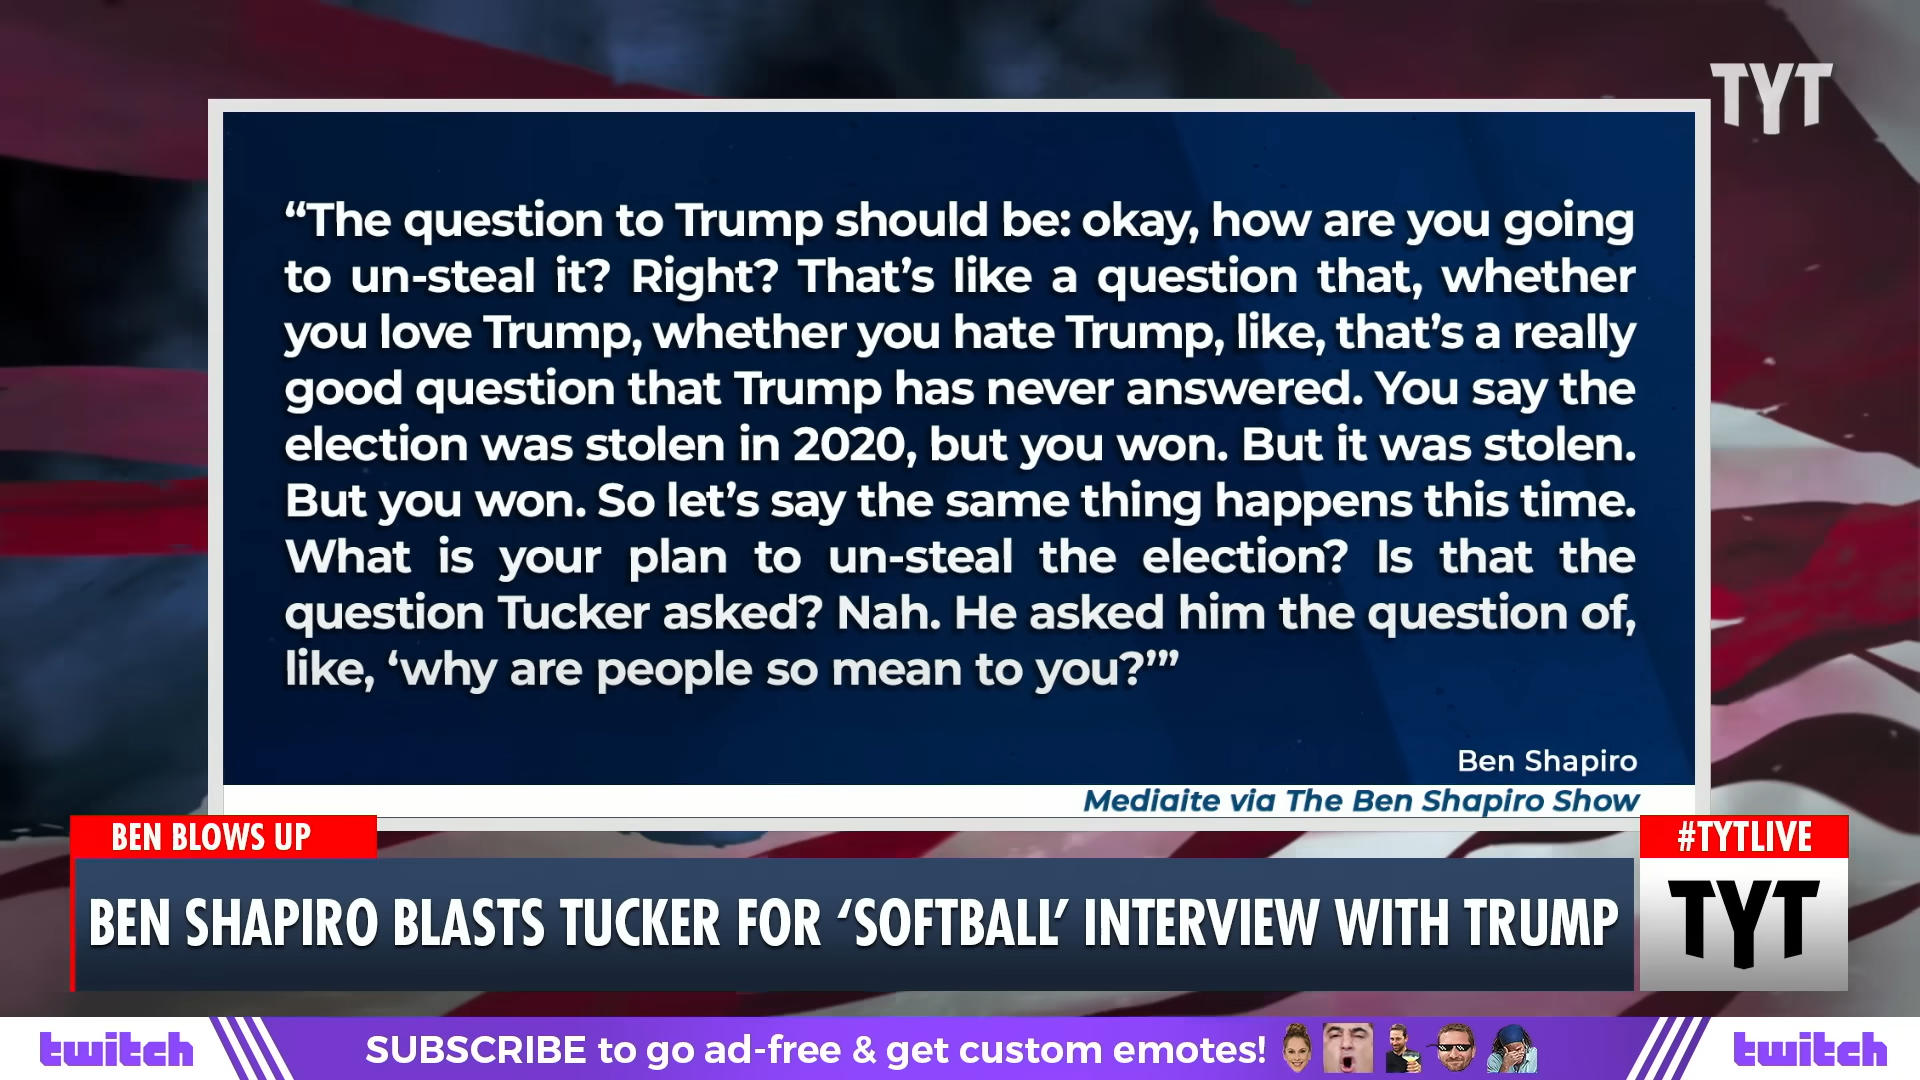 TYT
“The question to Trump should be: okay, how are you going
to un-steal it? Right? That’s like a question that, whether
you love Trump, whether you hate Trump, like, that’s a really
good question that Trump has never answered. You say the
election was stolen in 2020, but you won. But it was stolen.
But you won. So let’s say the same thing happens this time.
What is your plan to un-steal the election? Is that the
question Tucker asked? Nah. He asked him the question of,
like, ‘why are people so mean to you?’”
Ben Shapiro
Mediaite via The Ben Shapiro Show
BEN BLOWS UP
#TYTLIVE
BEN SHAPIRO BLASTS TUCKER FOR ‘SOFTBALL’ INTERVIEW WITH TRUMP
TYT
twitch
SUBSCRIBE to go ad-free & get custom emotes!
twitch